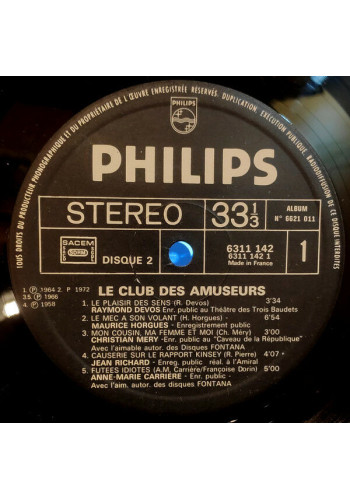 TOUS DROITS DU PRODUCTEUR PHONOGRAPHIQUE ET DU PROPRIÉTAIRE DE L'ŒUVRE ENREGISTRÉE RÉSERVÉS. DUPLICATION, EXÉCUTION PUBLIQUE, RADIODIFFUSION DE CE DISQUE INTERDITES
PHILIPS
PHILIPS
STEREO
33 1/3
ALBUM
N° 6621 011
SACEM
DISQUE 2
6311 142
6311 142 1
Made in France
1
LE CLUB DES AMUSEURS
1. Ⓟ 1964 2. Ⓟ 1972
3.5. Ⓟ 1966
4. Ⓟ 1958
1. LE PLAISIR DES SENS (R. Devos) 3'34
RAYMOND DEVOS Enr. public au Théâtre des Trois Baudets
2. LE MEC A SON VOLANT (H. Horgues) - 6'54
MAURICE HORGUES - Enregistrement public
3. MON COUSIN, MA FEMME ET MOI (Ch. Méry) 3'00
CHRISTIAN MERY - Enr. public au "Caveau de la République"
Avec l'aimable autor. des Disques FONTANA
4. CAUSERIE SUR LE RAPPORT KINSEY (R. Pierre) 4'07 +
JEAN RICHARD - Enreg. public réal. à l'Amiral
5. FUTÉES IDIOTES (A.M. Carrière/Françoise Dorin) 5'00
ANNE-MARIE CARRIÈRE - Enr. public -
Avec l'aim. autor. des disques FONTANA